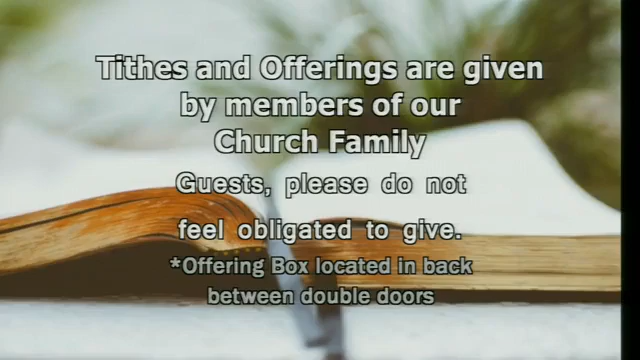 Tithes and Offerings are given
by members of our
Church Family
Guests, please do not
feel obligated to give.
*Offering Box located in back
between double doors